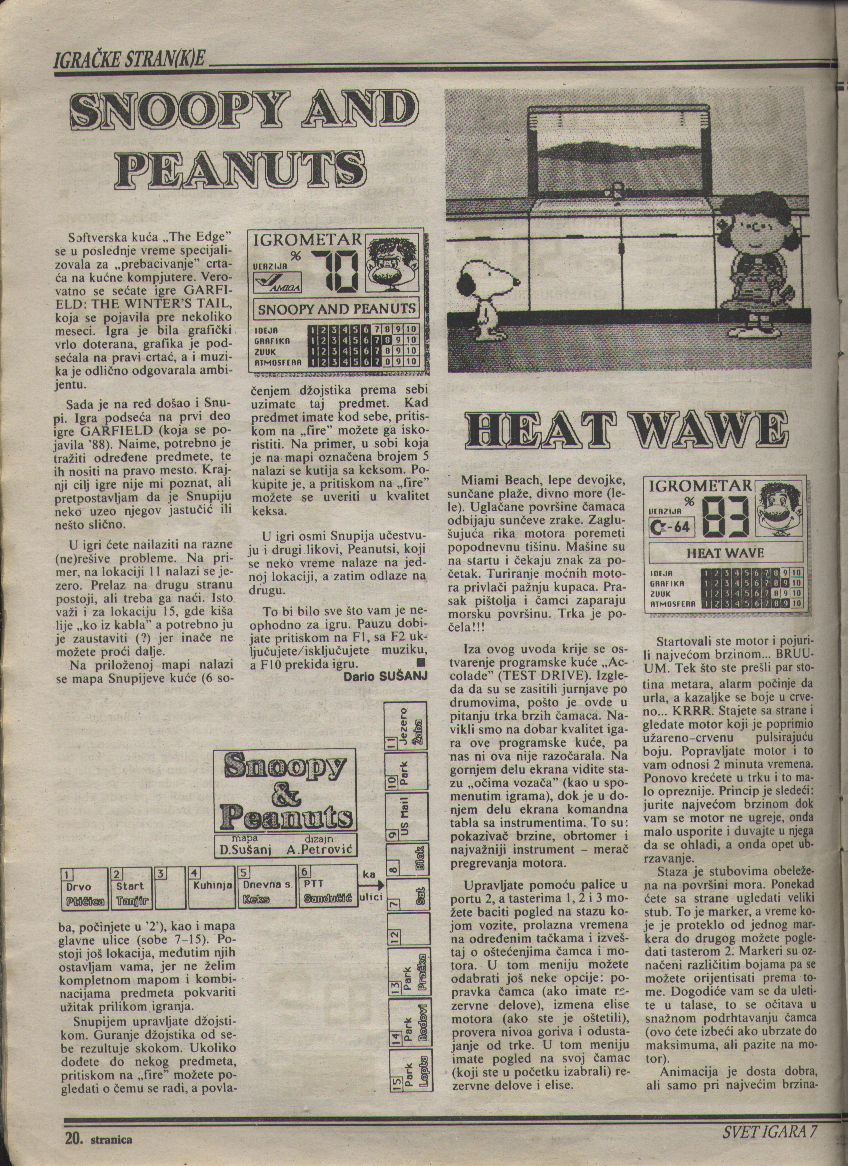 IGRAČKE STRAN(K)E
SNOOPY AND
PEANUTS
Softverska kuća „The Edge”
se u poslednje vreme specijali-
zovala za „prebacivanje” crta-
ća na kućne kompjutere. Vero-
vatno se sećate igre GARFI-
ELD: THE WINTER'S TAIL,
koja se pojavila pre nekoliko
meseci. Igra je bila grafički
vrlo doterana, grafika je pod-
sećala na pravi crtać, a i muzi-
ka je odlično odgovarala ambi-
jentu.
Sada je na red došao i Snu-
pi. Igra podseća na prvi deo
igre GARFIELD (koja se po-
javila '88). Naime, potrebno je
tražiti određene predmete, te
ih nositi na pravo mesto. Kraj-
nji cilj igre nije mi poznat, ali
pretpostavljam da je Snupiju
neko uzeo njegov jastučić ili
nešto slično.
U igri ćete nailaziti na razne
(ne)rešive probleme. Na pri-
mer, na lokaciji 11 nalazi se je-
zero. Prelaz na drugu stranu
postoji, ali treba ga naći. Isto
važi i za lokaciju 15, gde kiša
lije „ko iz kabla” a potrebno ju
je zaustaviti (?) jer inače ne
možete proći dalje.
Na priloženoj mapi nalazi
se mapa Snupijeve kuće (6 so-
IGROMETAR
%
VERZIJA
70
AMIGA
SNOOPY AND PEANUTS
IDEJA 1 2 3 4 5 6 7 8 9 10
GRAFIKA 1 2 3 4 5 6 7 8 9 10
ZVUK 1 2 3 4 5 6 7 8 9 10
ATMOSFERA 1 2 3 4 5 6 7 8 9 10
čenjem džojstika prema sebi
uzimate taj predmet. Kad
predmet imate kod sebe, pritis-
kom na „fire” možete ga isko-
ristiti. Na primer, u sobi koja
je na mapi označena brojem 5
nalazi se kutija sa keksom. Po-
kupite je, a pritiskom na „fire”
možete se uveriti u kvalitet
keksa.
U igri osmi Snupija učestvu-
ju i drugi likovi, Peanutsi, koji
se neko vreme nalaze na jed-
noj lokaciji, a zatim odlaze na
drugu.
To bi bilo sve što vam je ne-
ophodno za igru. Pauzu dobi-
jate pritiskom na F1, sa F2 uk-
ljučujete/isključujete muziku,
a F10 prekida igru.
Dario SUŠANJ
Snoopy
&
Peanuts
mapa dizajn
D.Sušanj A.Petrović
1 Drvo Ptičica
2 Start Tanjir
3
4 Kuhinja
5 Dnevna s. Keks
6 PTT Sandučić
ka
ulici
11 Jezero Žaba
10 Park
9 US Mail
8
7 Sat
12
13 Park Praćka
14 Park
15 Park Lopta
ba, počinjete u '2'), kao i mapa
glavne ulice (sobe 7–15). Po-
stoji još lokacija, međutim njih
ostavljam vama, jer ne želim
kompletnom mapom i kombi-
nacijama predmeta pokvariti
užitak prilikom igranja.
Snupijem upravljate džojsti-
kom. Guranje džojstika od se-
be rezultuje skokom. Ukoliko
dođete do nekog predmeta,
pritiskom na „fire” možete po-
gledati o čemu se radi, a povla-
HEAT WAWE
Miami Beach, lepe devojke,
sunčane plaže, divno more (le-
le). Uglačane površine čamaca
odbijaju sunčeve zrake. Zaglu-
šujuća rika motora poremeti
popodnevnu tišinu. Mašine su
na startu i čekaju znak za po-
četak. Turiranje moćnih moto-
ra privlači pažnju kupaca. Pra-
sak pištolja i čamci zaparaju
morsku površinu. Trka je po-
čela!!!
Iza ovog uvoda krije se os-
tvarenje programske kuće „Ac-
colade” (TEST DRIVE). Izgle-
da da su se zasitili jurnjave po
drumovima, pošto je ovde u
pitanju trka brzih čamaca. Na-
vikli smo na dobar kvalitet iga-
ra ove programske kuće, pa
nas ni ova nije razočarala. Na
gornjem delu ekrana vidite sta-
zu „očima vozača” (kao u spo-
menutim igrama), dok je u do-
njem delu ekrana komandna
tabla sa instrumentima. To su:
pokazivač brzine, obrtomer i
najvažniji instrument – merač
pregrevanja motora.
Upravljate pomoću palice u
portu 2, a tasterima 1, 2 i 3 mo-
žete baciti pogled na stazu ko-
jom vozite, prolazna vremena
na određenim tačkama i izveš-
taj o oštećenjima čamca i mo-
tora. U tom meniju možete
odabrati još neke opcije: po-
pravka čamca (ako imate re-
zervne delove), izmena elise
motora (ako ste je oštetili),
provera nivoa goriva i odusta-
janje od trke. U tom meniju
imate pogled na svoj čamac
(koji ste u početku izabrali) re-
zervne delove i elise.
IGROMETAR
%
VERZIJA
83
C-64
HEAT WAVE
IDEJA 1 2 3 4 5 6 7 8 9 10
GRAFIKA 1 2 3 4 5 6 7 8 9 10
ZVUK 1 2 3 4 5 6 7 8 9 10
ATMOSFERA 1 2 3 4 5 6 7 8 9 10
Startovali ste motor i pojuri-
li najvećom brzinom... BRUU-
UM. Tek što ste prešli par sto-
tina metara, alarm počinje da
urla, a kazaljke se boje u crve-
no... KRRR. Stajete sa strane i
gledate motor koji je poprimio
užareno-crvenu pulsirajuću
boju. Popravljate motor i to
vam odnosi 2 minuta vremena.
Ponovo krećete u trku i to ma-
lo opreznije. Princip je sledeći:
jurite najvećom brzinom dok
vam se motor ne ugreje, onda
malo usporite i duvajte u njega
da se ohladi, a onda opet ub-
rzavanje.
Staza je stubovima obeleže-
na na površini mora. Ponekad
ćete sa strane ugledati veliki
stub. To je marker, a vreme ko-
je je proteklo od jednog mar-
kera do drugog možete pogle-
dati tasterom 2. Markeri su oz-
načeni različitim bojama pa se
možete orijentisati prema to-
me. Dogodiće vam se da uleti-
te u talase, to se očitava u
snažnom podrhtavanju čamca
(ovo ćete izbeći ako ubrzate do
maksimuma, ali pazite na mo-
tor).
Animacija je dosta dobra,
ali samo pri najvećim brzina-
20. stranica
SVET IGARA 7